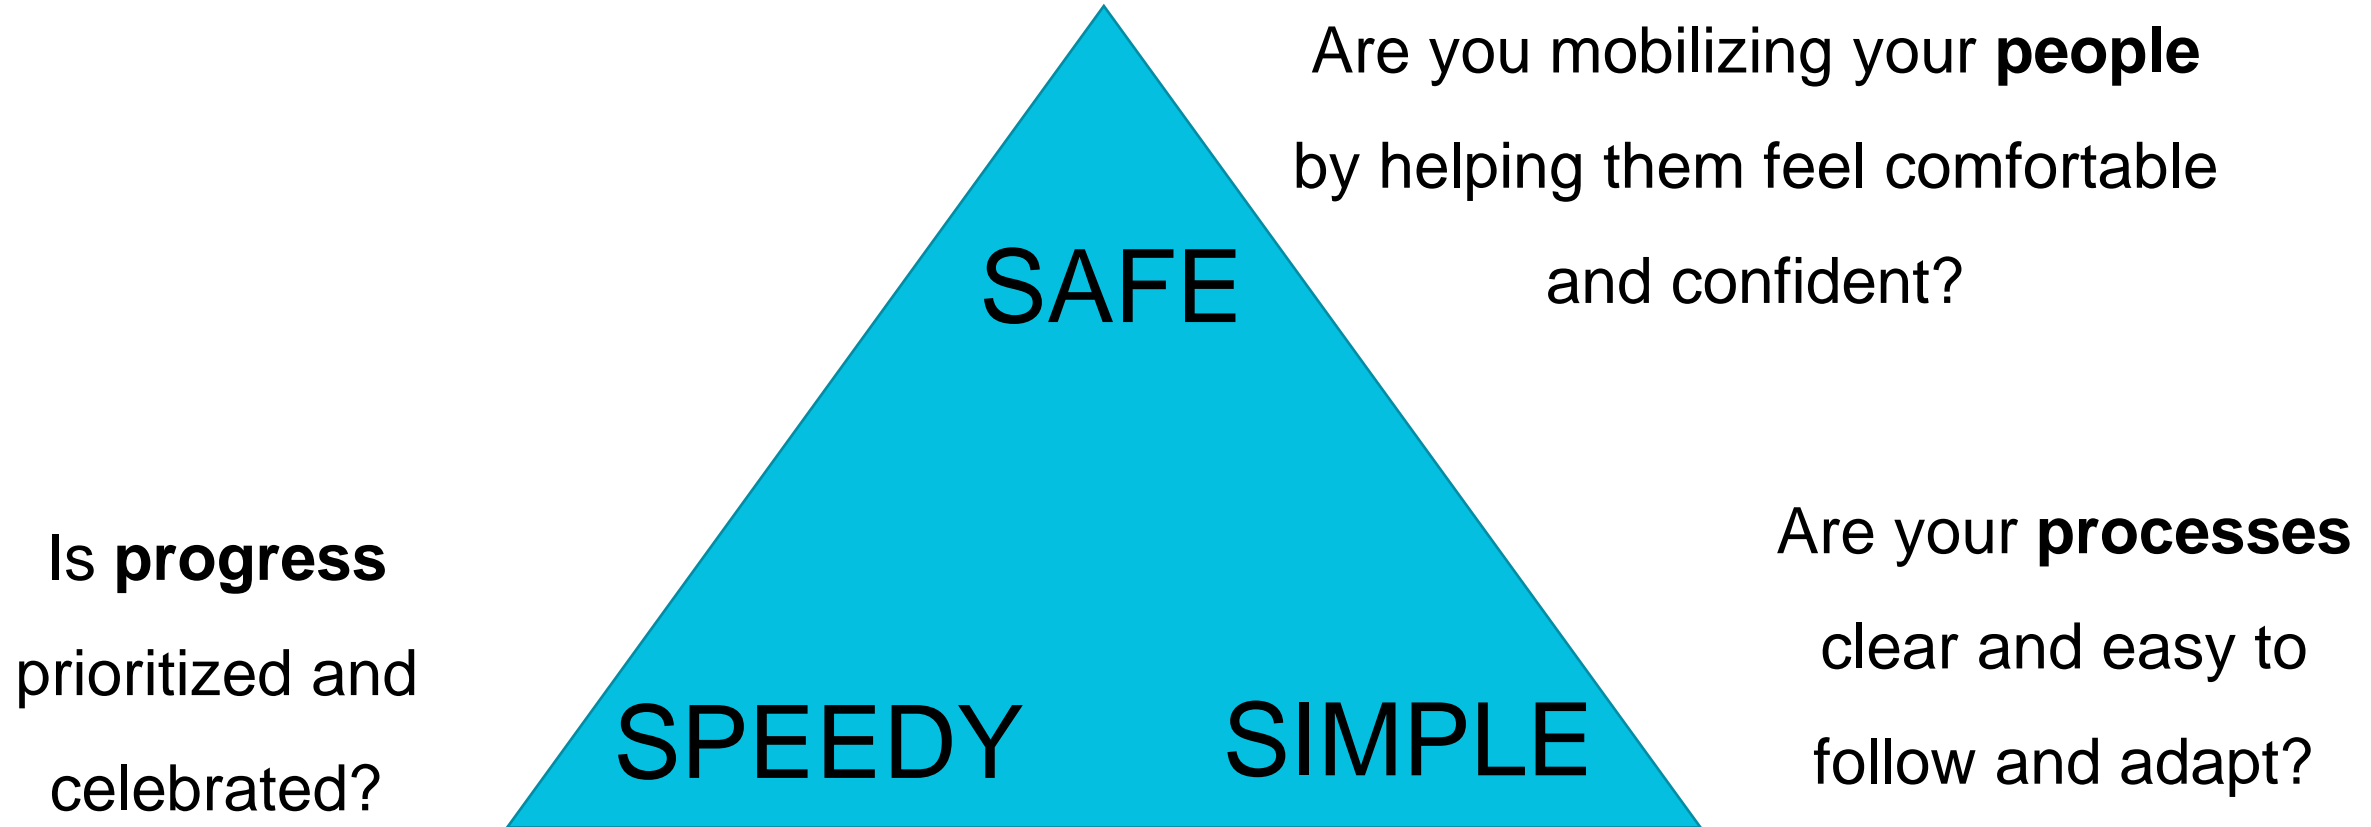 Are you mobilizing your people
by helping them feel comfortable
and confident?
SAFE
Is progress
prioritized and
celebrated?
SPEEDY
SIMPLE
Are your processes
clear and easy to
follow and adapt?